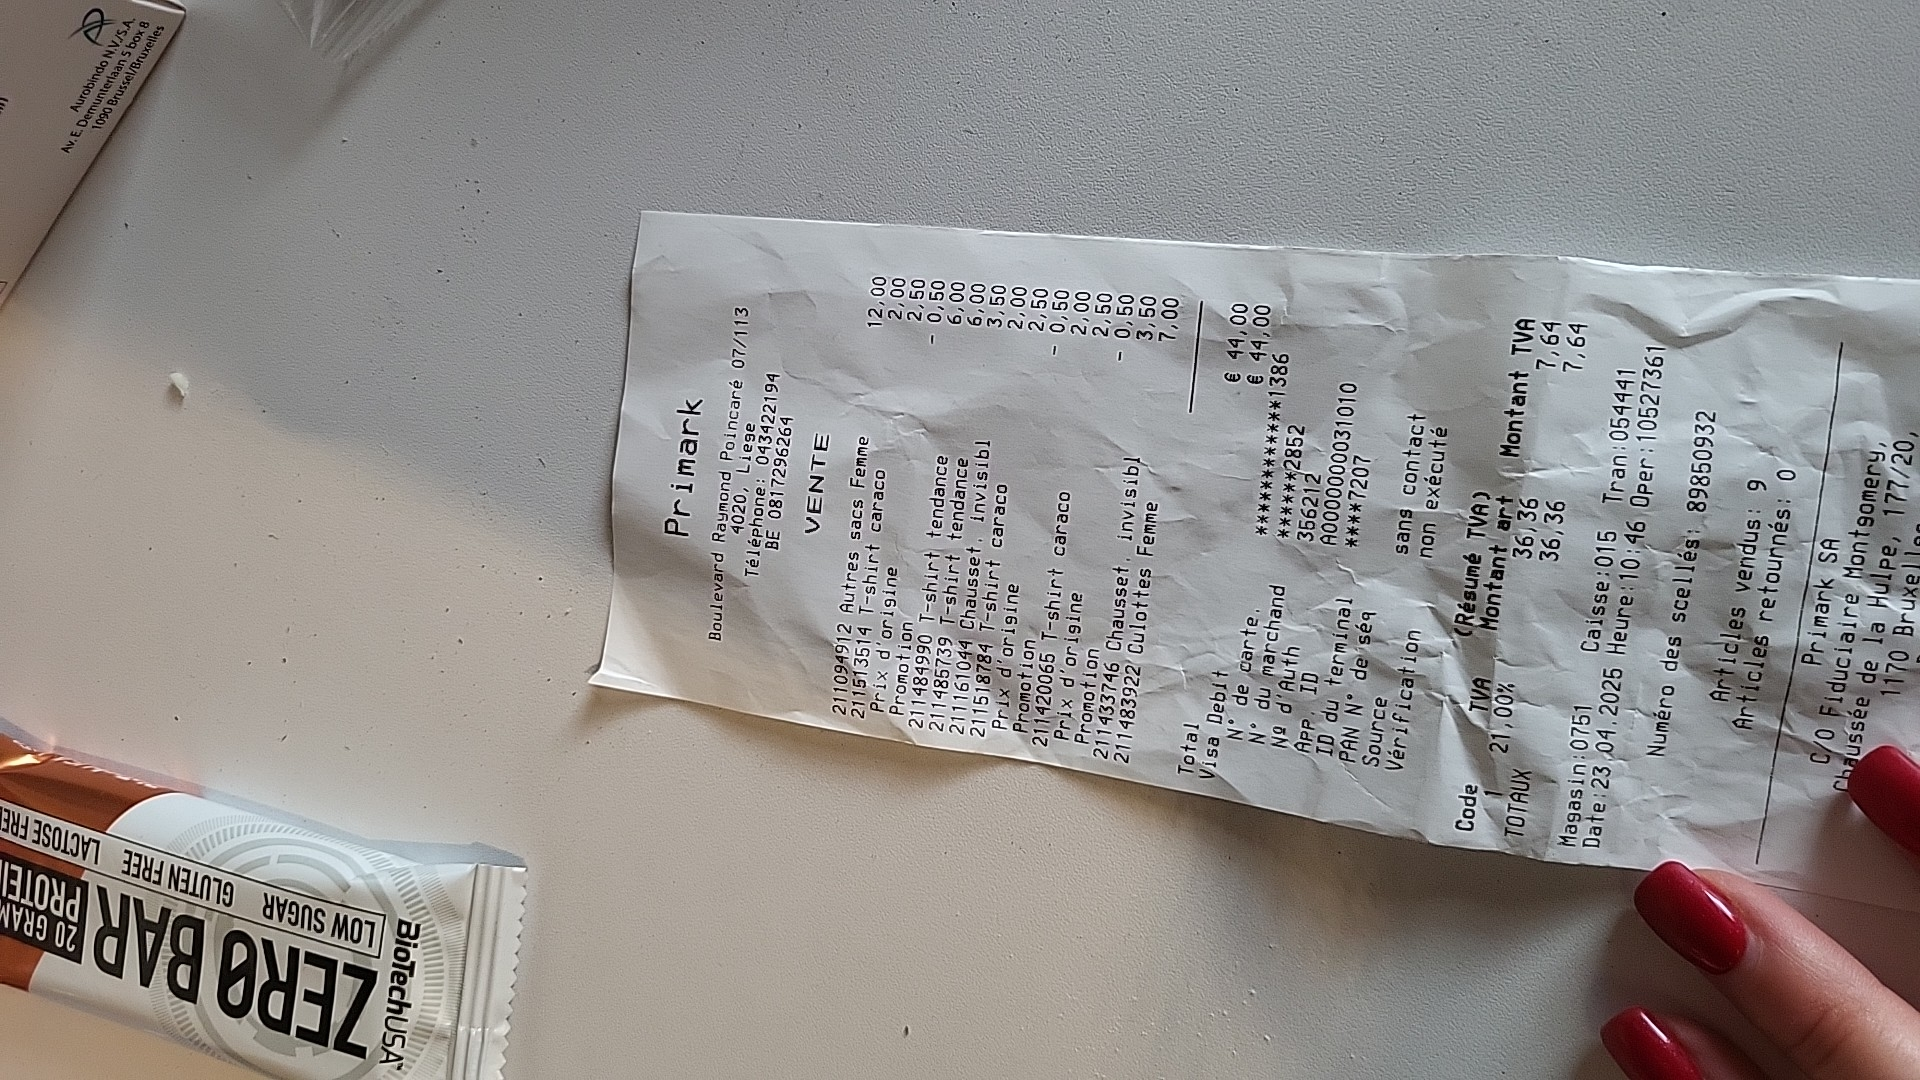 Primark
Boulevard Raymond Poincaré 07/113
4020, Liege
Téléphone: 043422194
BE 0817296264
VENTE
211094912 Autres sacs Femme 12,00
211513514 T-shirt caraco 2,00
Prix d'origine 2,50
Promotion - 0,50
211484990 T-shirt tendance 6,00
211485739 T-shirt tendance 6,00
211161044 Chausset. invisibl 3,50
211518784 T-shirt caraco 2,00
Prix d'origine 2,50
Promotion - 0,50
211420065 T-shirt caraco 2,00
Prix d'origine 2,50
Promotion - 0,50
211433746 Chausset. invisibl 3,50
211483922 Culottes Femme 7,00
Total € 44,00
Visa Debit € 44,00
N° de carte. ************1386
N° du marchand ******2852
Nº d'Auth 356212
APP ID A0000000031010
ID du terminal ****7207
PAN N° de séq
Source sans contact
Vérification non exécuté
(Résumé TVA)
Code TVA Montant art Montant TVA
1 21,00% 36,36 7,64
TOTAUX 36,36 7,64
Magasin:0751 Caisse:015 Tran:054441
Date:23.04.2025 Heure:10:46 Oper:10527361
Numéro des scellés: 89850932
Articles vendus: 9
Articles retournés: 0
Primark SA
C/O Fiduciaire Montgomery,
Chaussée de la Hulpe, 177/20,
1170 Bruxelles
Aurobindo N.V./S.A.
Av. E. Demunterlaan 5 box 8
1090 Brussel/Bruxelles
BioTechUSA
ZERO BAR
LOW SUGAR GLUTEN FREE LACTOSE FREE
20 GRAM